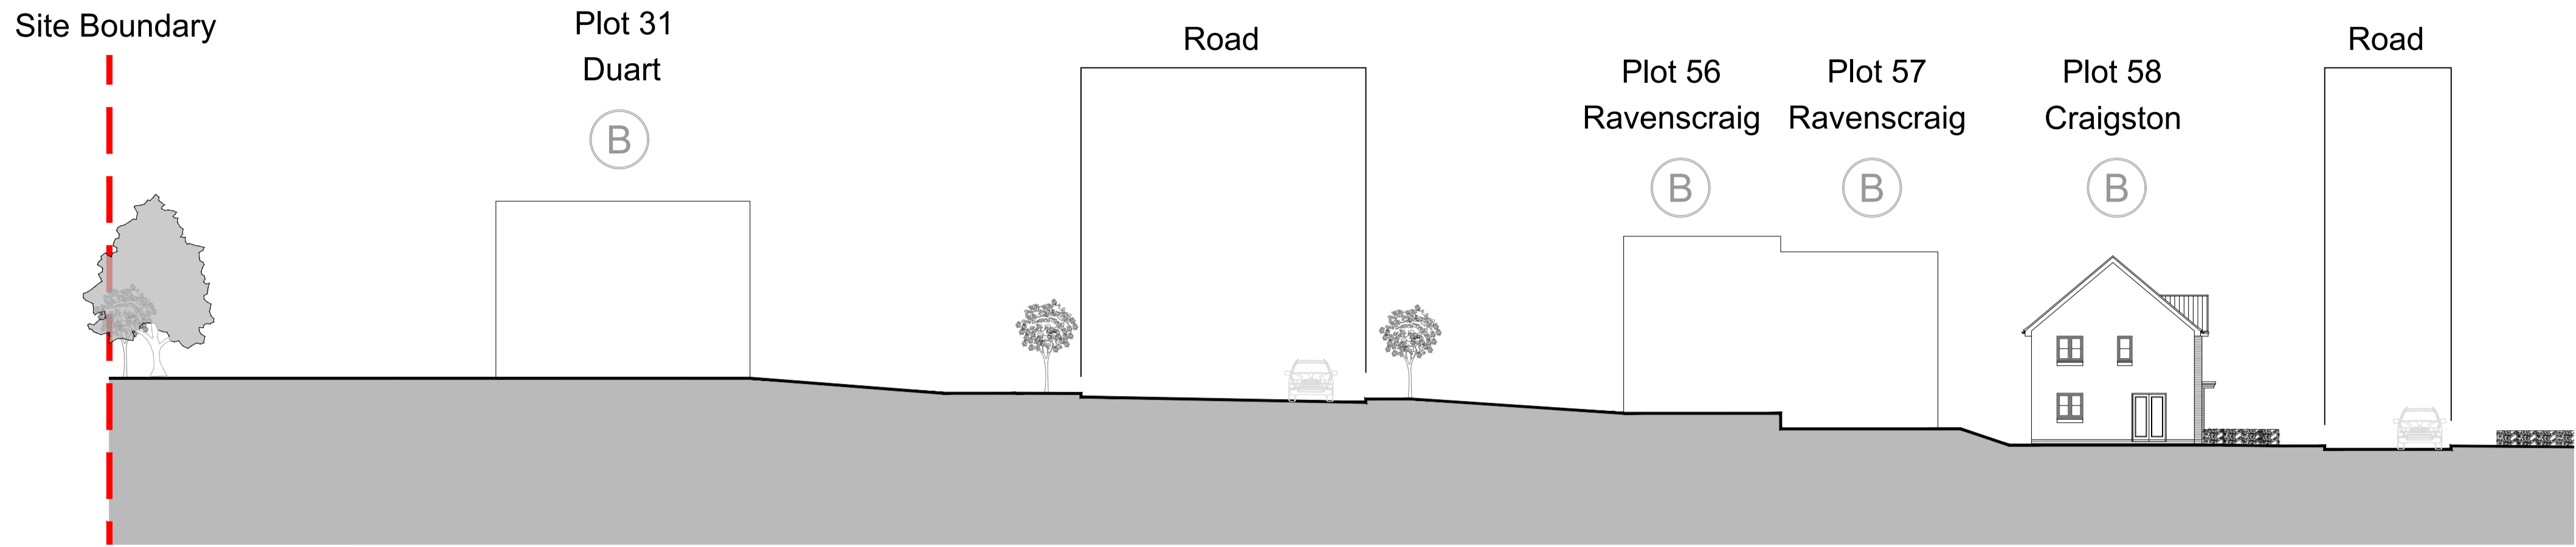 Site Boundary
Plot 31
Duart
B
Road
Plot 56
Ravenscraig
B
Plot 57
Ravenscraig
B
Plot 58
Craigston
B
Road